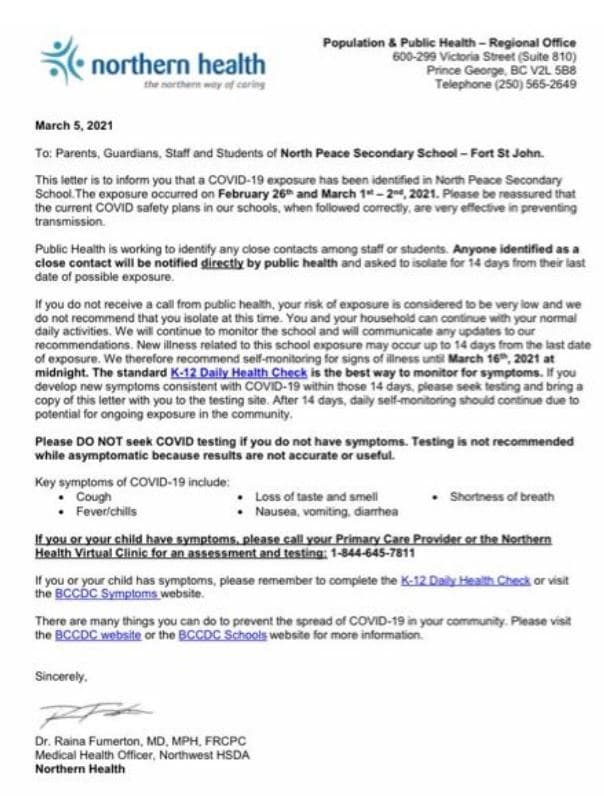 northern health
the northern way of caring
Population & Public Health – Regional Office
600-299 Victoria Street (Suite 810)
Prince George, BC V2L 5B8
Telephone (250) 565-2649
March 5, 2021
To: Parents, Guardians, Staff and Students of North Peace Secondary School – Fort St John.
This letter is to inform you that a COVID-19 exposure has been identified in North Peace Secondary
School.The exposure occurred on February 26th and March 1st – 2nd, 2021. Please be reassured that
the current COVID safety plans in our schools, when followed correctly, are very effective in preventing
transmission.
Public Health is working to identify any close contacts among staff or students. Anyone identified as a
close contact will be notified directly by public health and asked to isolate for 14 days from their last
date of possible exposure.
If you do not receive a call from public health, your risk of exposure is considered to be very low and we
do not recommend that you isolate at this time. You and your household can continue with your normal
daily activities. We will continue to monitor the school and will communicate any updates to our
recommendations. New illness related to this school exposure may occur up to 14 days from the last date
of exposure. We therefore recommend self-monitoring for signs of illness until March 16th, 2021 at
midnight. The standard K-12 Daily Health Check is the best way to monitor for symptoms. If you
develop new symptoms consistent with COVID-19 within those 14 days, please seek testing and bring a
copy of this letter with you to the testing site. After 14 days, daily self-monitoring should continue due to
potential for ongoing exposure in the community.
Please DO NOT seek COVID testing if you do not have symptoms. Testing is not recommended
while asymptomatic because results are not accurate or useful.
Key symptoms of COVID-19 include:
• Cough • Loss of taste and smell • Shortness of breath
• Fever/chills • Nausea, vomiting, diarrhea
If you or your child have symptoms, please call your Primary Care Provider or the Northern
Health Virtual Clinic for an assessment and testing: 1-844-645-7811
If you or your child has symptoms, please remember to complete the K-12 Daily Health Check or visit
the BCCDC Symptoms website.
There are many things you can do to prevent the spread of COVID-19 in your community. Please visit
the BCCDC website or the BCCDC Schools website for more information.
Sincerely,
Dr. Raina Fumerton, MD, MPH, FRCPC
Medical Health Officer, Northwest HSDA
Northern Health